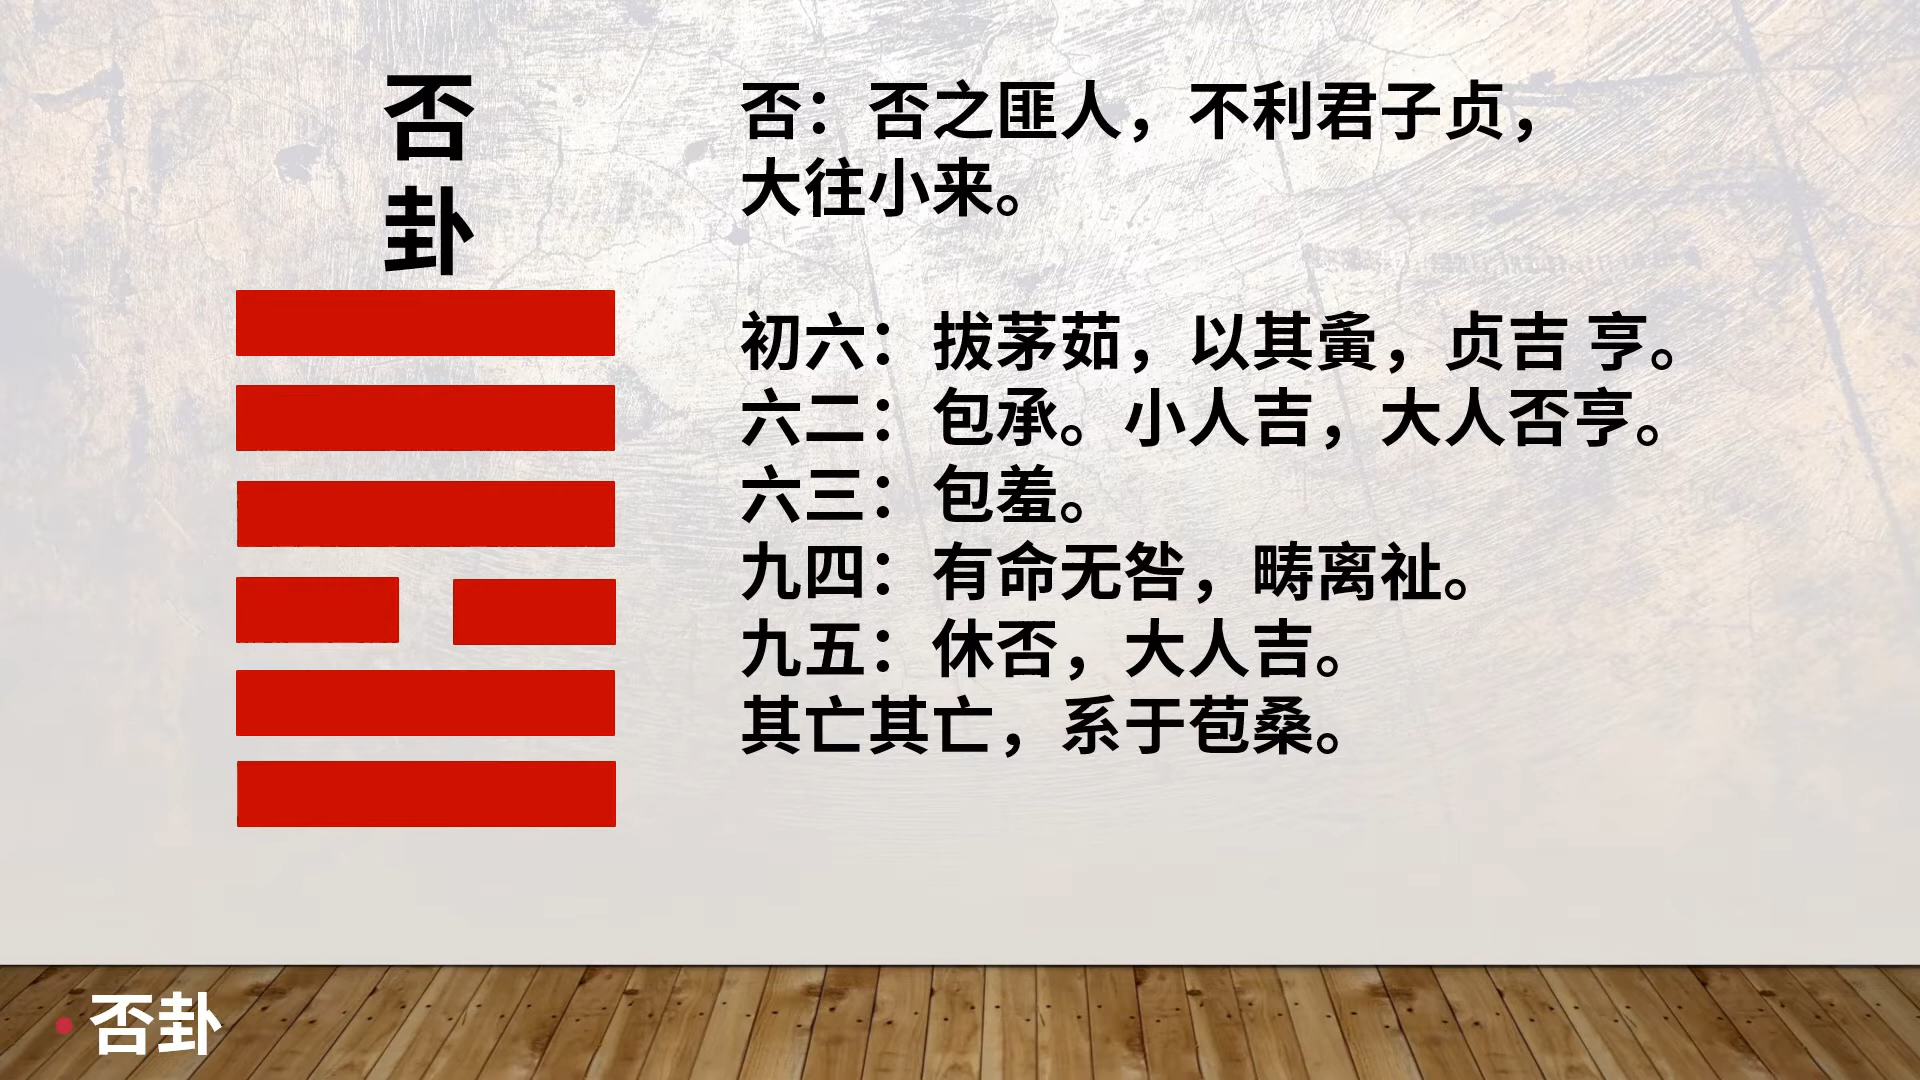 否
卦
否：否之匪人，不利君子贞，
大往小来。
初六：拔茅茹，以其夤，贞吉 亨。
六二：包承。小人吉，大人否亨。
六三：包羞。
九四：有命无咎，畴离祉。
九五：休否，大人吉。
其亡其亡，系于苞桑。
否卦